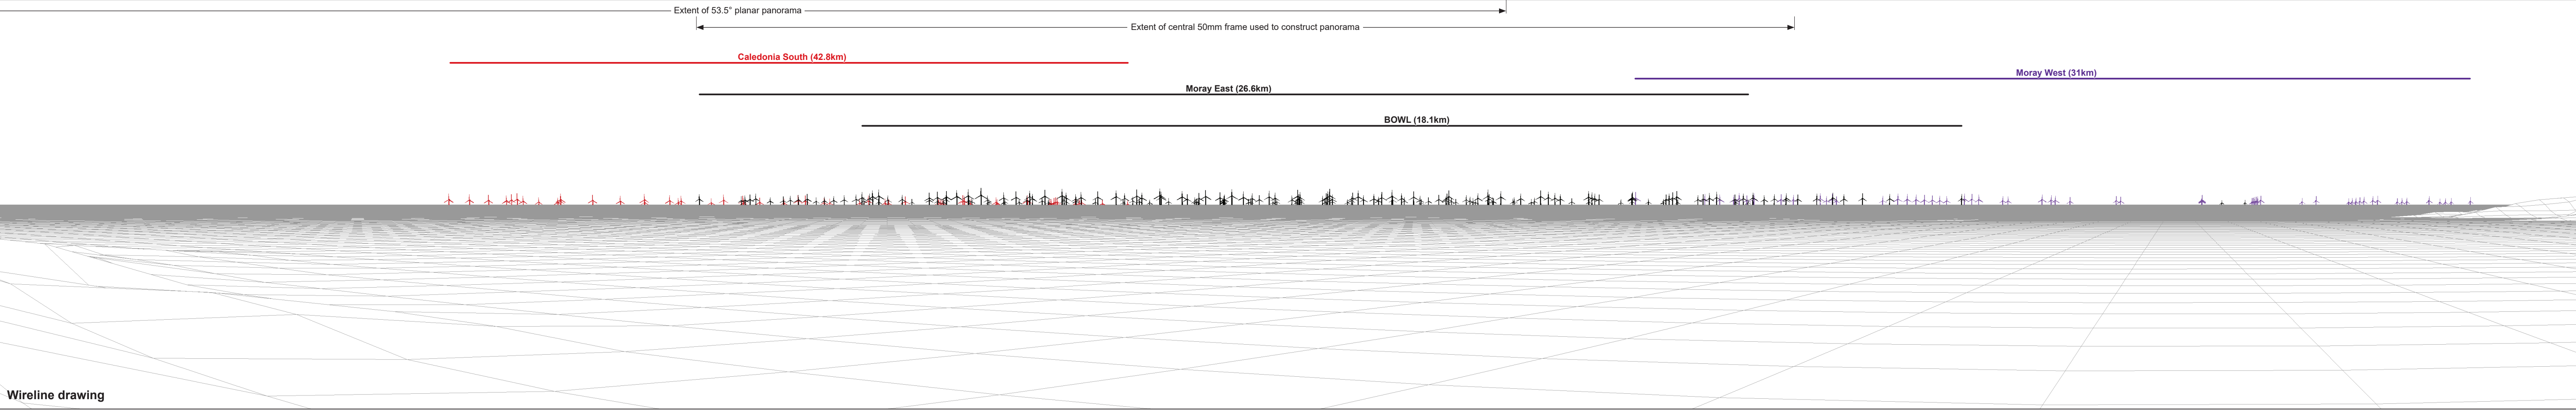 Extent of 53.5° planar panorama
Extent of central 50mm frame used to construct panorama
Caledonia South (42.8km)
Moray West (31km)
Moray East (26.6km)
BOWL (18.1km)
Wireline drawing